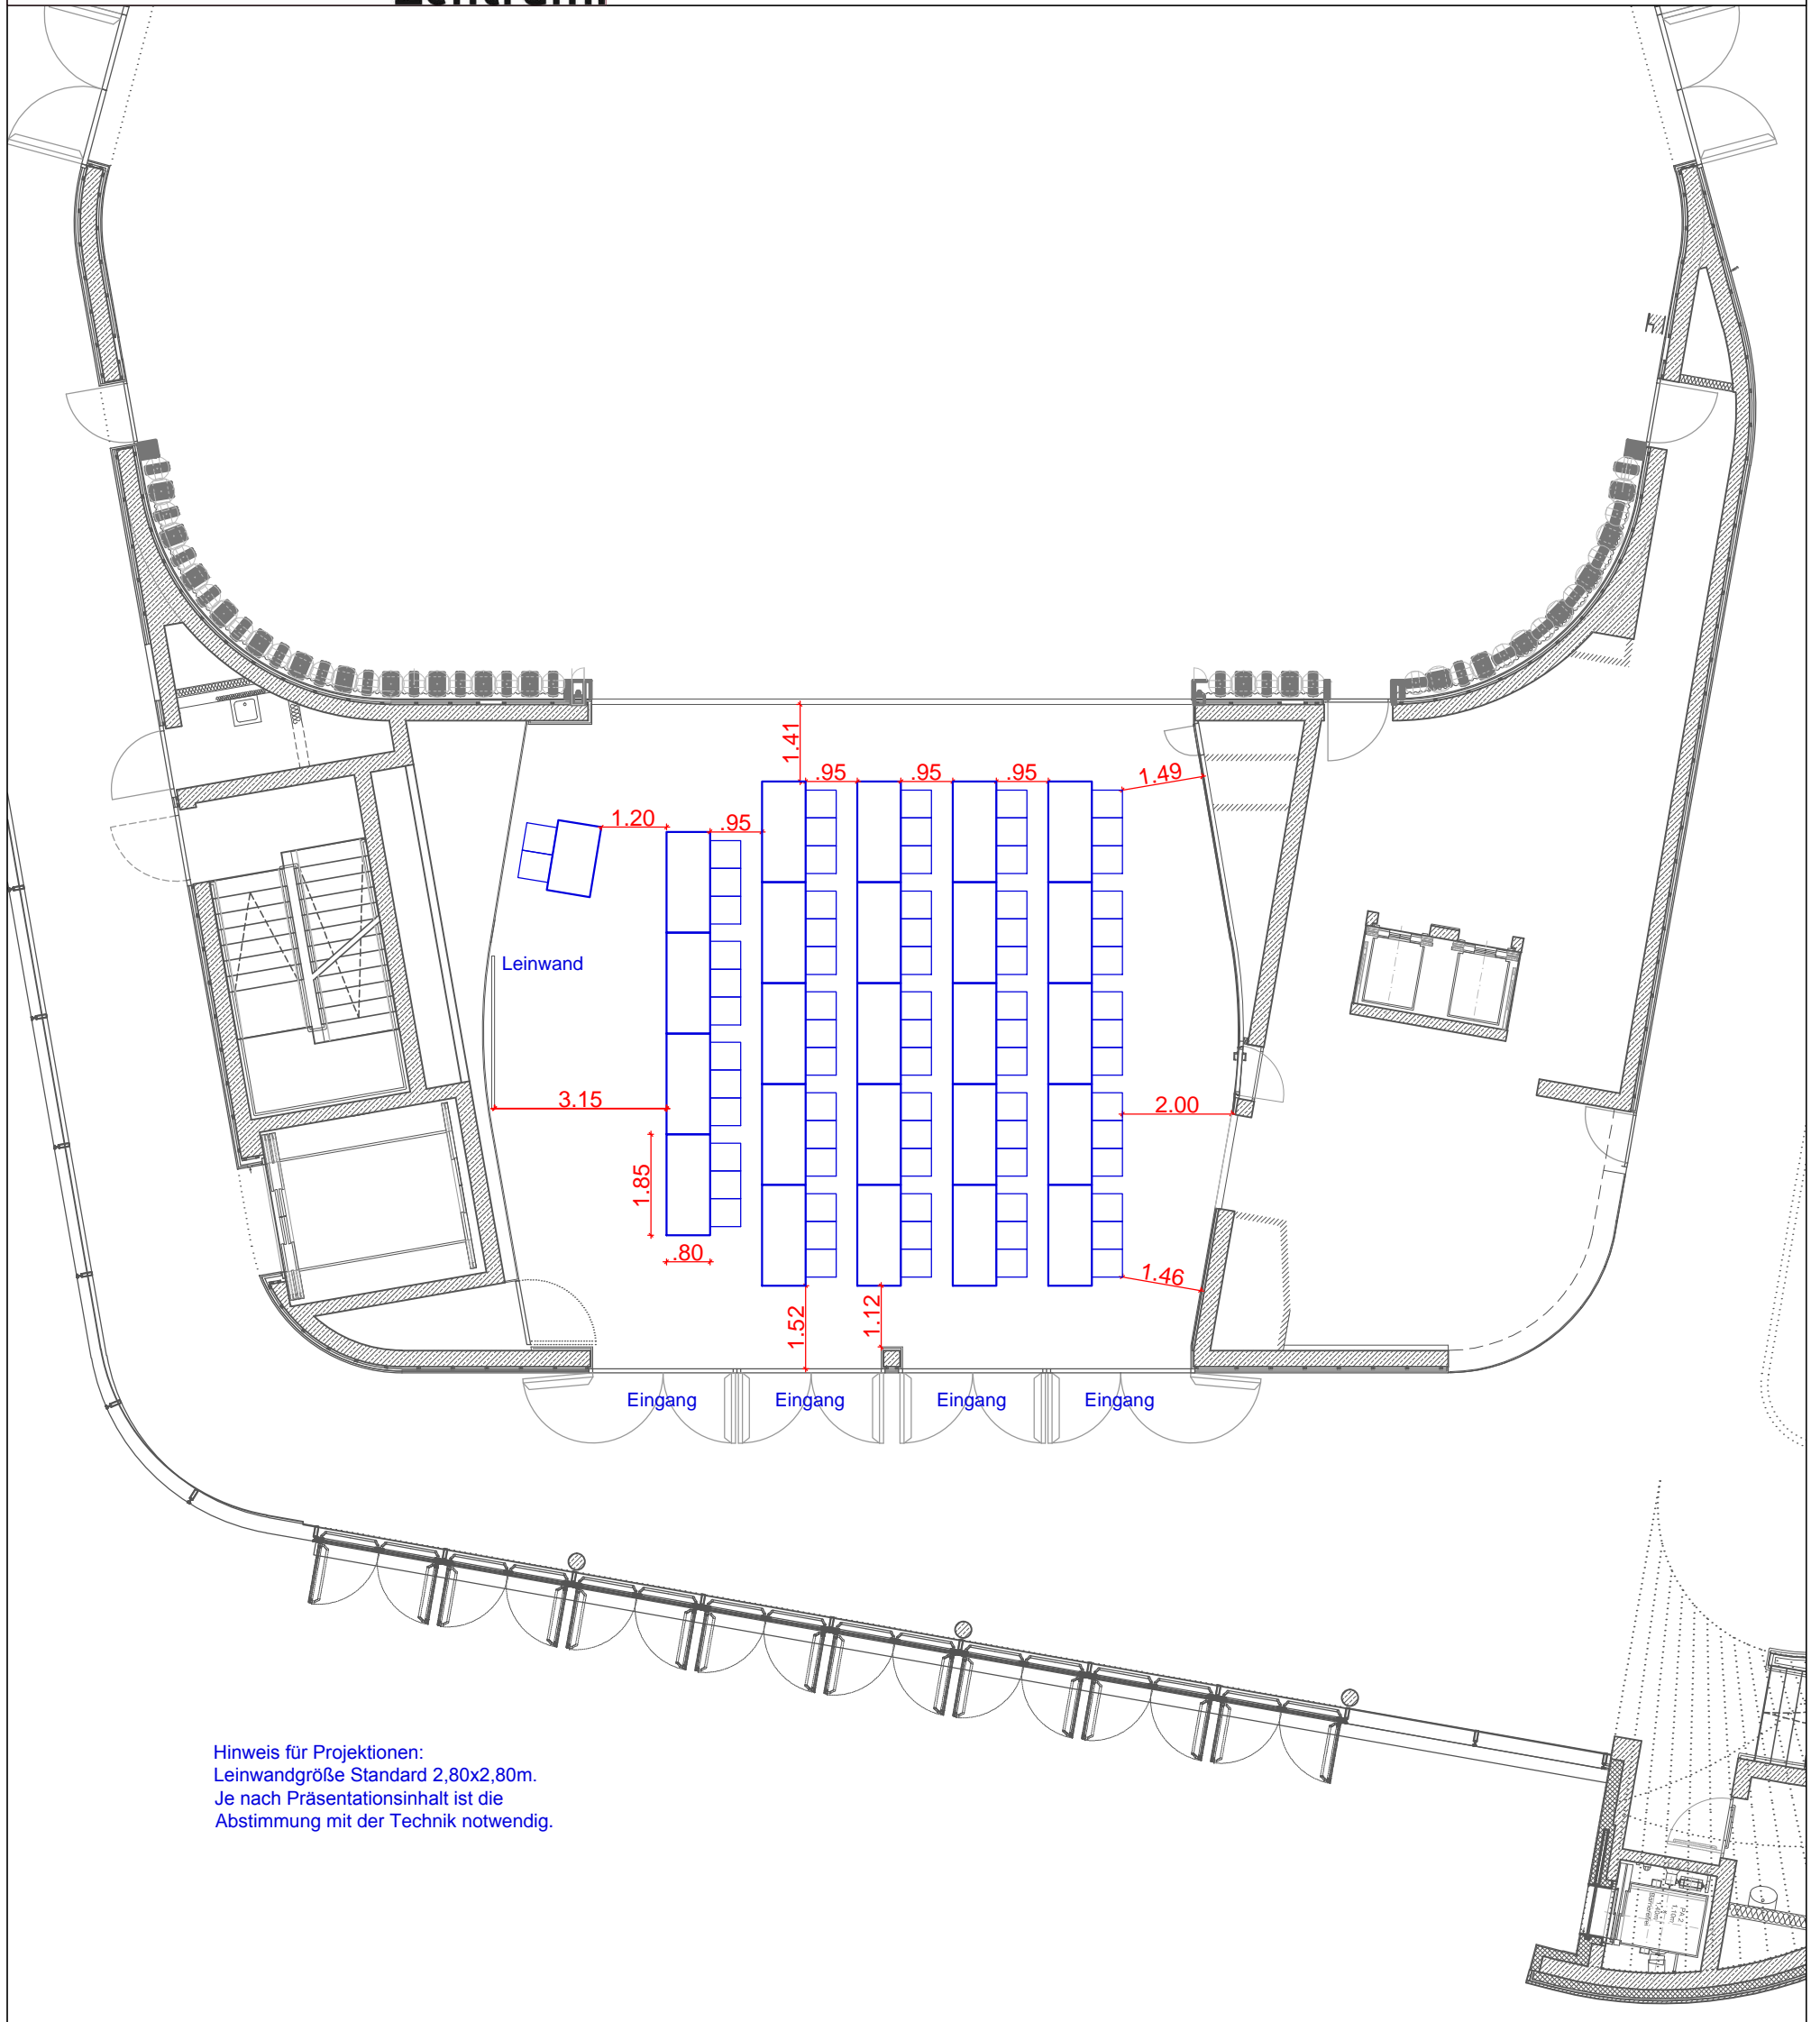 1.41
.95
.95
.95
1.49
1.20
.95
Leinwand
3.15
2.00
1.85
.80
1.46
1.52
1.12
Eingang
Eingang
Eingang
Eingang
Hinweis für Projektionen:
Leinwandgröße Standard 2,80x2,80m.
Je nach Präsentationsinhalt ist die
Abstimmung mit der Technik notwendig.